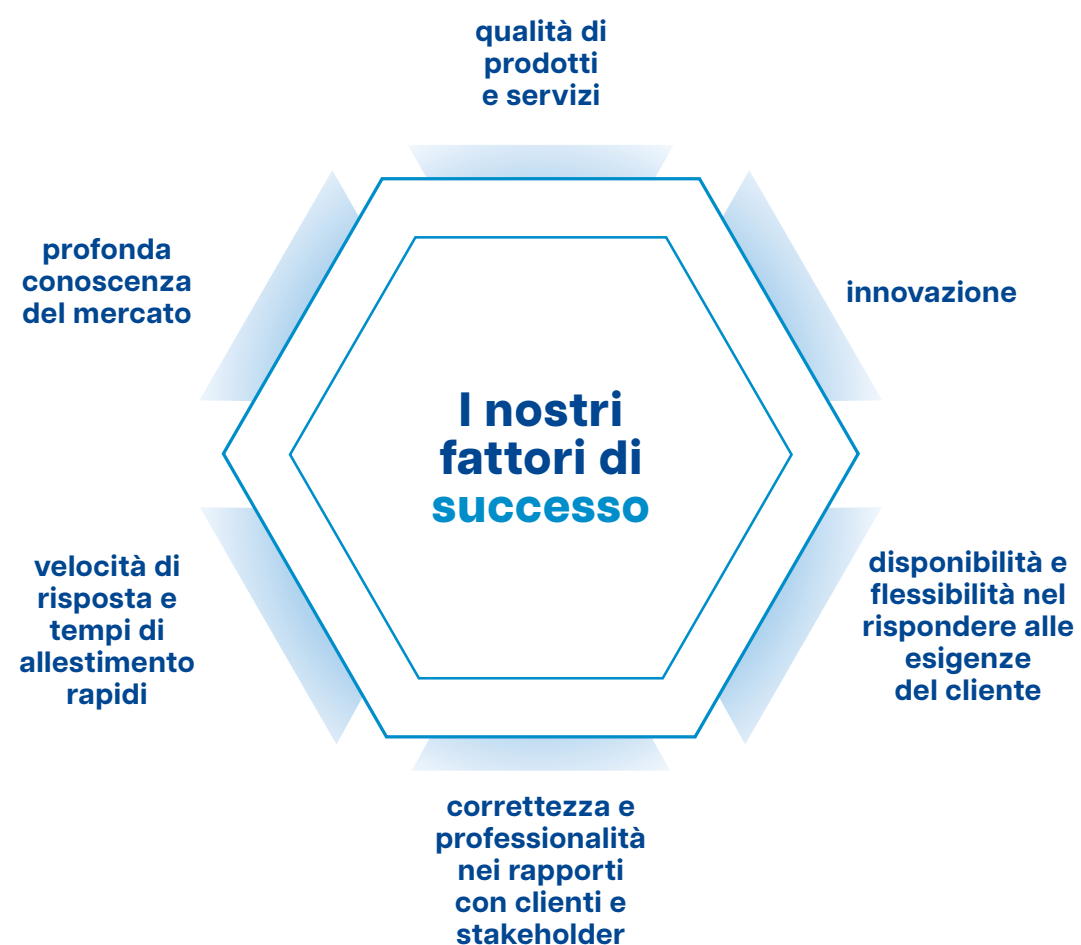 qualità di
prodotti
e servizi
profonda
conoscenza
del mercato
innovazione
I nostri
fattori di
successo
velocità di
risposta e
tempi di
allestimento
rapidi
disponibilità e
flessibilità nel
rispondere alle
esigenze
del cliente
correttezza e
professionalità
nei rapporti
con clienti e
stakeholder